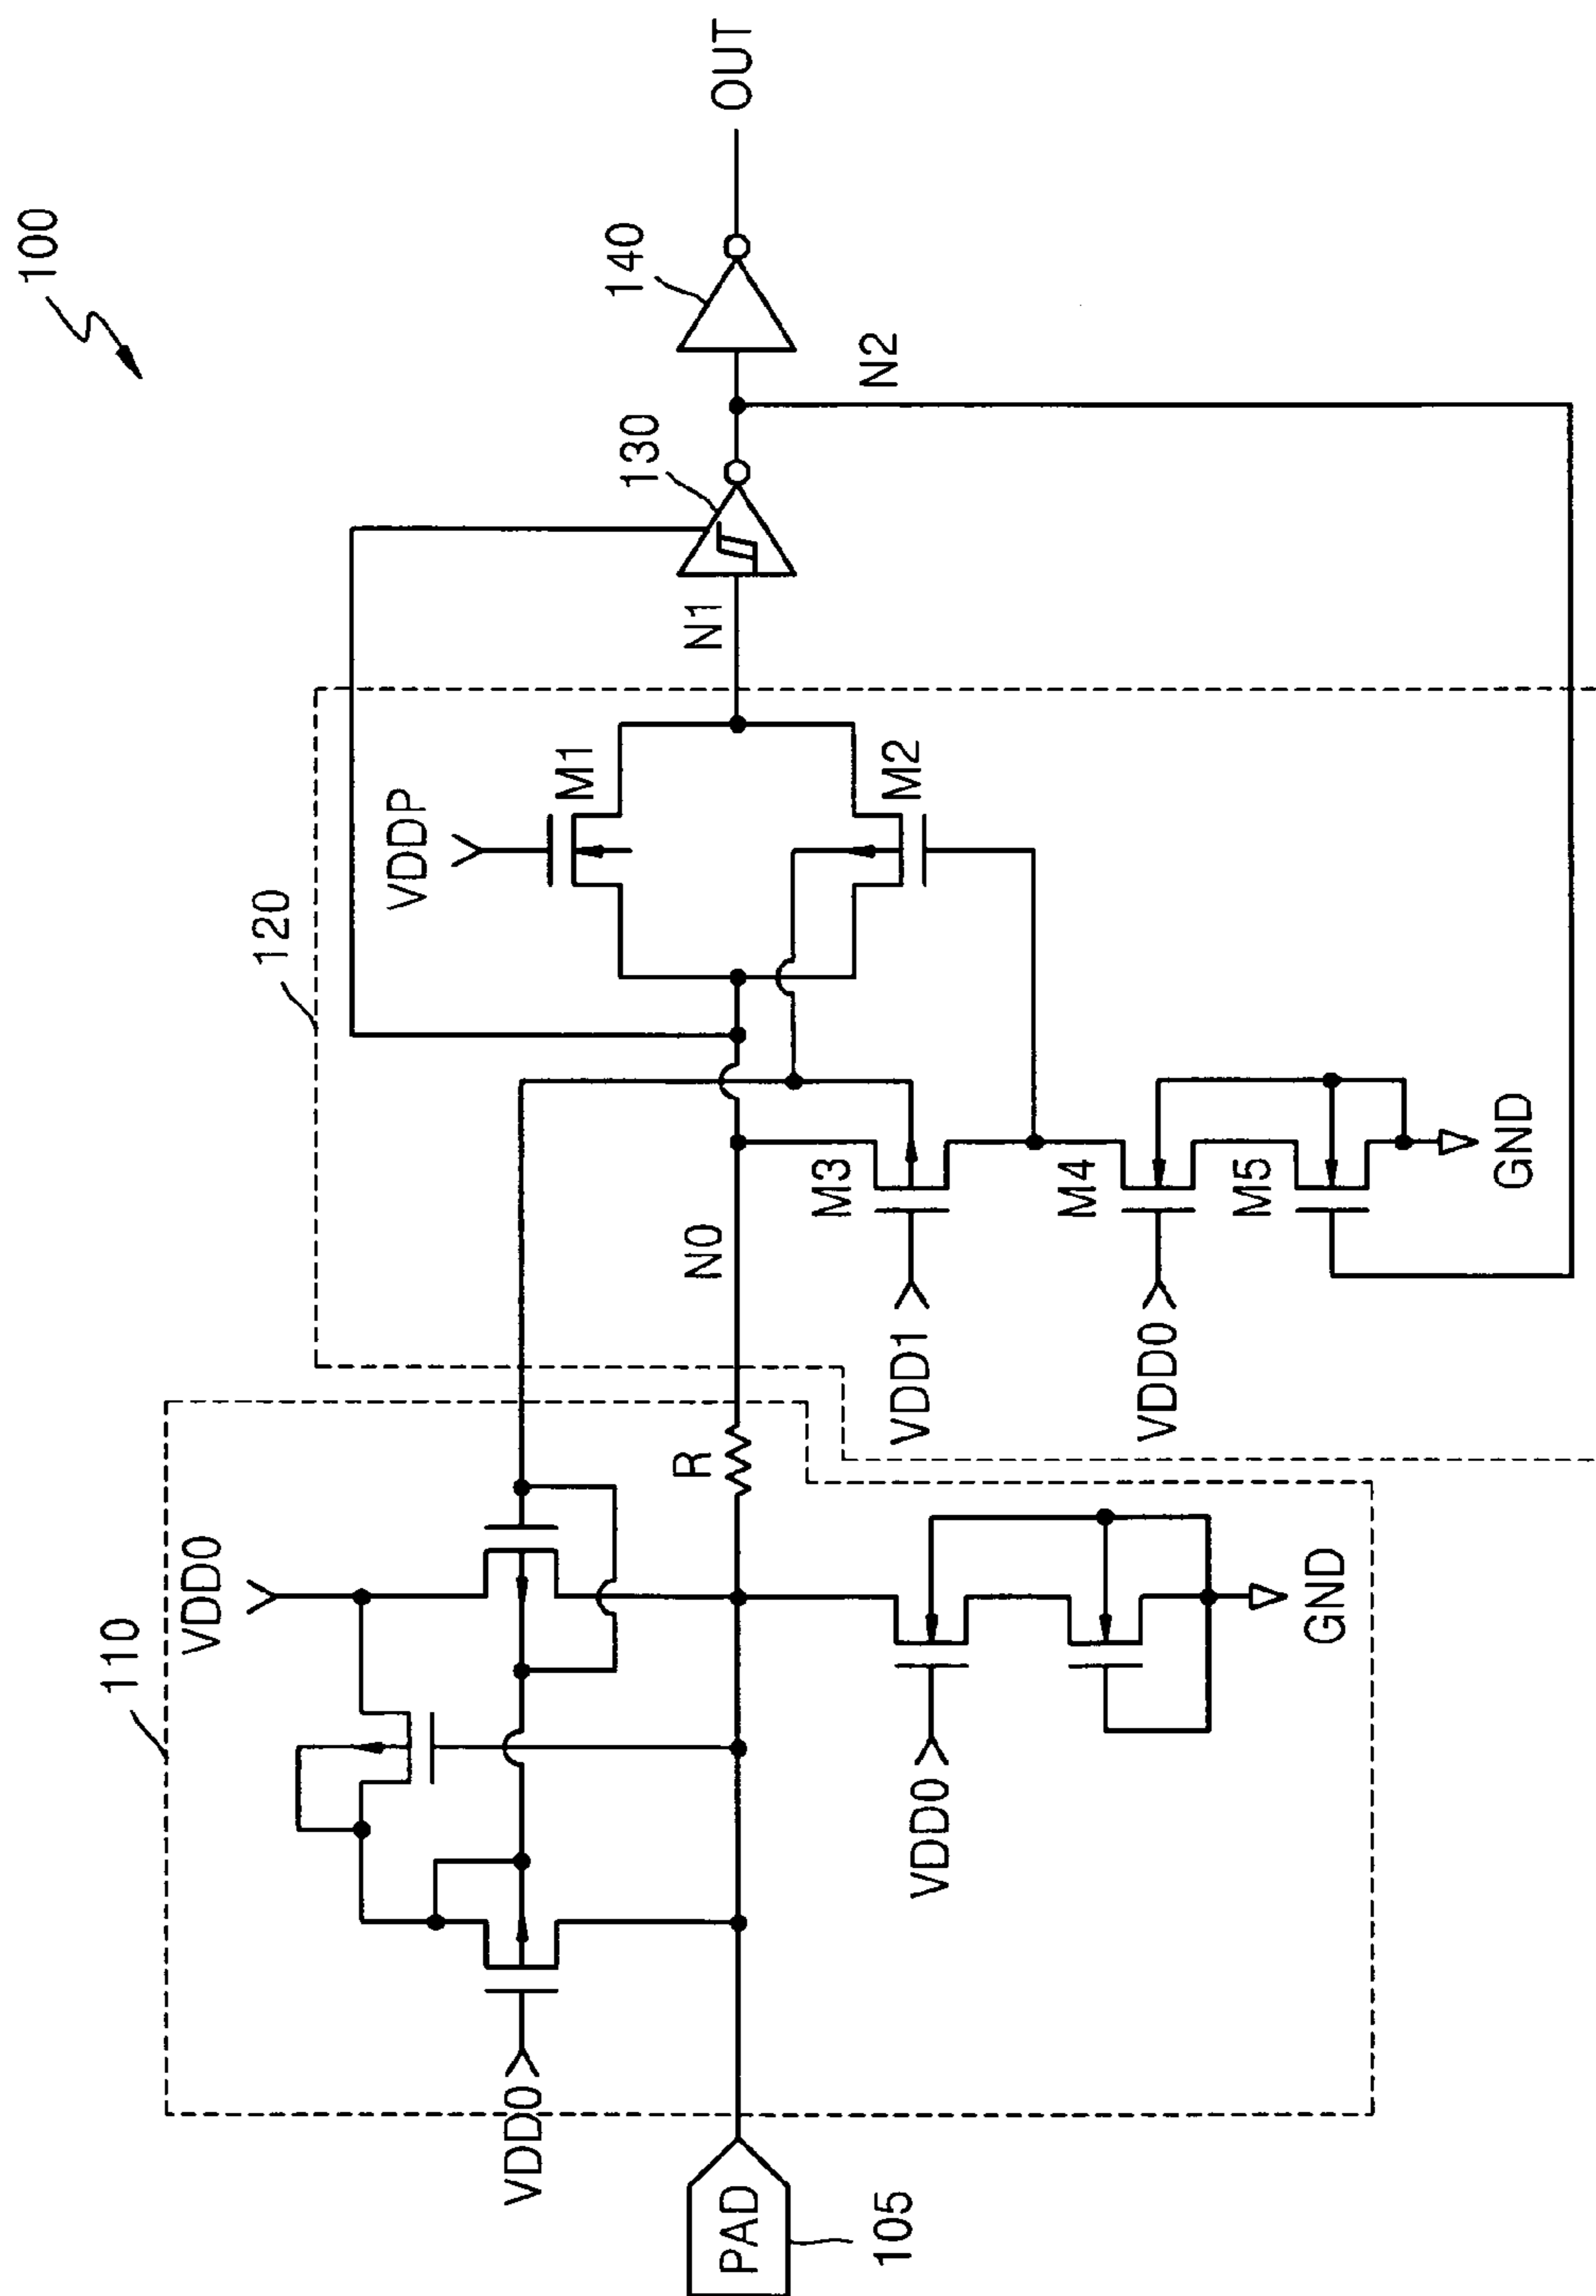 100
110
VDD0
VDD0
120
VDDP
M1
M2
130
140
OUT
PAD
105
R
N0
N1
N2
VDD0
GND
VDD1
M3
VDD0
M4
M5
GND